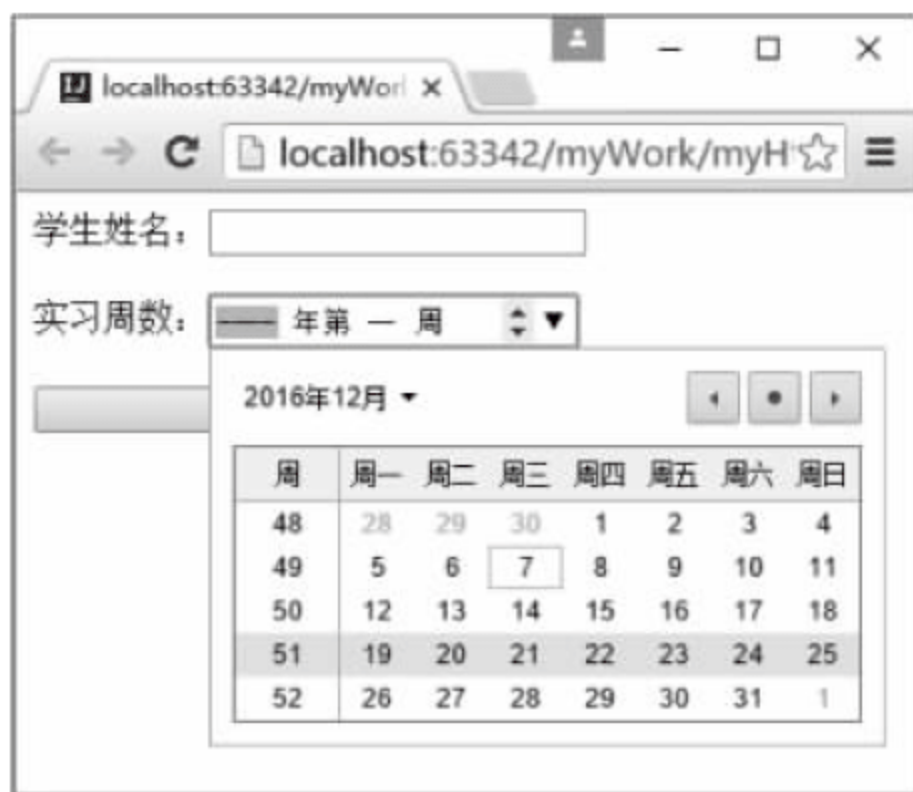 localhost:63342/myWorl
localhost:63342/myWork/myH
学生姓名：
实习周数： ---- 年第 -- 周
2016年12月
周 周一 周二 周三 周四 周五 周六 周日
48 28 29 30 1 2 3 4
49 5 6 7 8 9 10 11
50 12 13 14 15 16 17 18
51 19 20 21 22 23 24 25
52 26 27 28 29 30 31 1